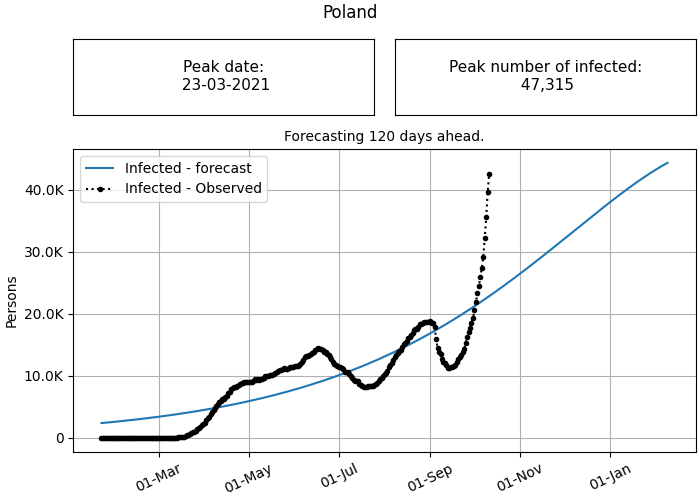 Poland
Peak date:
23-03-2021
Peak number of infected:
47,315
Forecasting 120 days ahead.
Infected - forecast
Infected - Observed
40.0K
30.0K
20.0K
10.0K
0
Persons
01-Mar
01-May
01-Jul
01-Sep
01-Nov
01-Jan